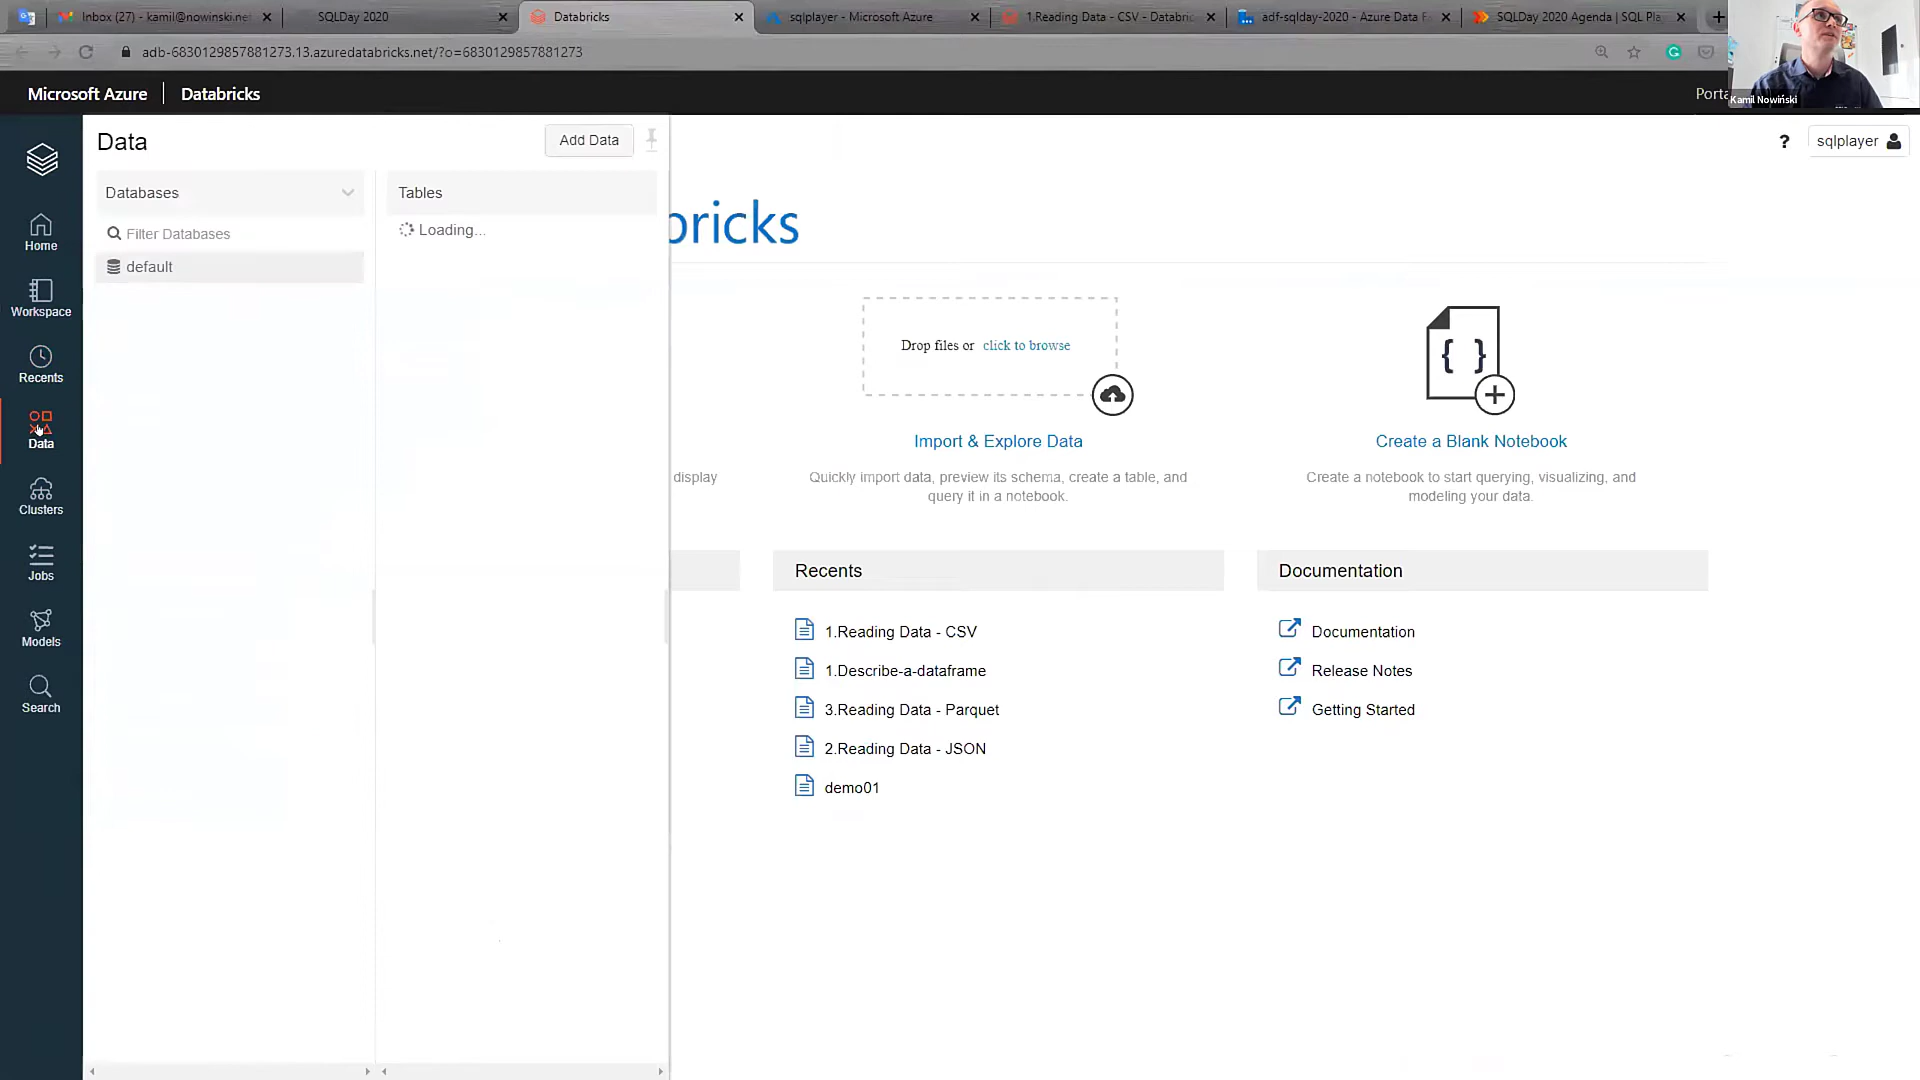 Inbox (27) - kamil@nowinski.net
SQLDay 2020
Databricks
sqlplayer - Microsoft Azure
1.Reading Data - CSV - Databric
adf-sqlday-2020 - Azure Data F
SQLDay 2020 Agenda | SQL Pla
adb-6830129857881273.13.azuredatabricks.net/?o=6830129857881273
Microsoft Azure
Databricks
Porta
Kamil Nowiński
Data
Add Data
? sqlplayer
Databases
Tables
Filter Databases
Loading...
default
bricks
Home
Workspace
Recents
Data
Clusters
Jobs
Models
Search
display
Drop files or click to browse
Import & Explore Data
Quickly import data, preview its schema, create a table, and
query it in a notebook.
{ }
Create a Blank Notebook
Create a notebook to start querying, visualizing, and
modeling your data.
Recents
1.Reading Data - CSV
1.Describe-a-dataframe
3.Reading Data - Parquet
2.Reading Data - JSON
demo01
Documentation
Documentation
Release Notes
Getting Started